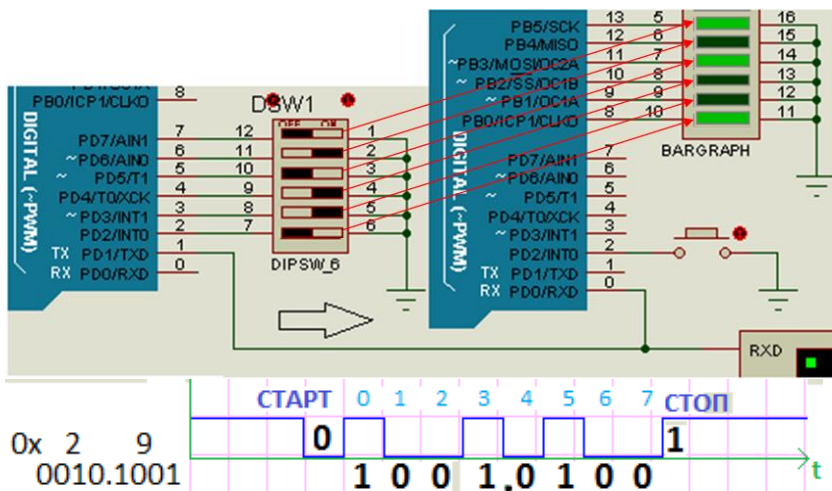 PB0/ICP1/CLKO 8
DIGITAL (~PWM)
PD7/AIN1 7
~ PD6/AIN0 6
~ PD5/T1 5
PD4/T0/XCK 4
~ PD3/INT1 3
PD2/INT0 2
TX PD1/TXD 1
RX PD0/RXD 0
DSW1
OFF ON
12 1
11 2
10 3
9 4
8 5
7 6
DIPSW_6
PB5/SCK 13 5 16
PB4/MISO 12 6 15
~PB3/MOSI/OC2A 11 7 14
~ PB2/SS/OC1B 10 8 13
~ PB1/OC1A 9 9 12
PB0/ICP1/CLKO 8 10 11
BARGRAPH
DIGITAL (~PWM)
PD7/AIN1 7
~ PD6/AIN0 6
~ PD5/T1 5
PD4/T0/XCK 4
~ PD3/INT1 3
PD2/INT0 2
TX PD1/TXD 1
RX PD0/RXD 0
RXD
СТАРТ 0 1 2 3 4 5 6 7 СТОП
0 1
0x 2 9
0010.1001
1 0 0 1,0 1 0 0
t